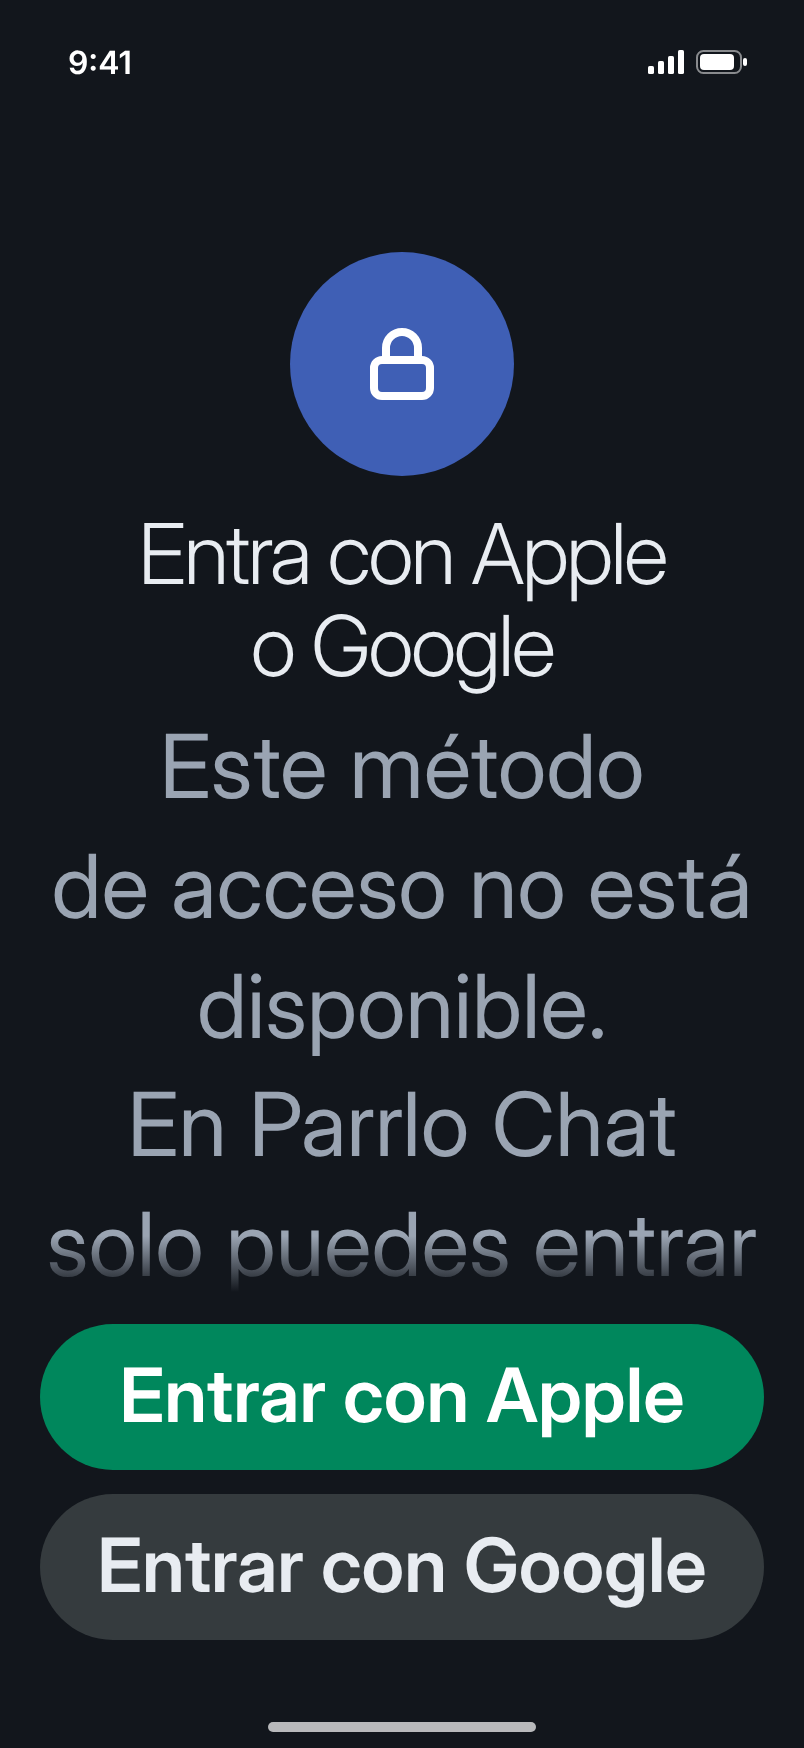 9:41
Entra con Apple
o Google
Este método
de acceso no está
disponible.
En Parrlo Chat
solo puedes entrar
Entrar con Apple
Entrar con Google